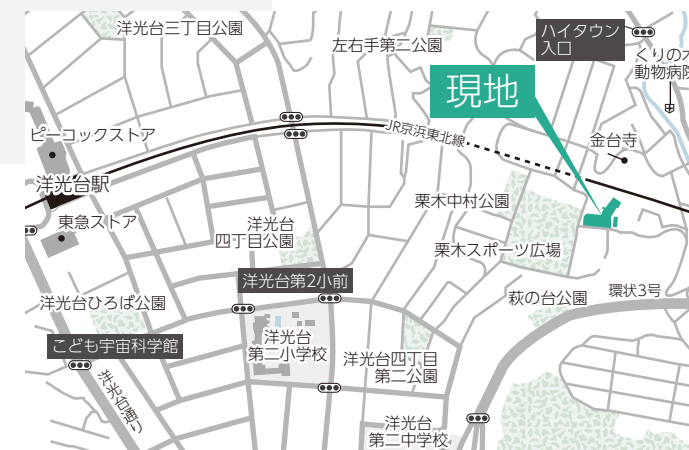 洋光台三丁目公園
左右手第二公園
ハイタウン
入口
くりの木
動物病院
現地
JR京浜東北線
ピーコックストア
金台寺
洋光台駅
東急ストア
栗木中村公園
洋光台
四丁目公園
栗木スポーツ広場
洋光台第2小前
洋光台ひろば公園
萩の台公園
環状3号
洋光台
第二小学校
こども宇宙科学館
洋光台四丁目
第二公園
洋光台通り
洋光台
第二中学校